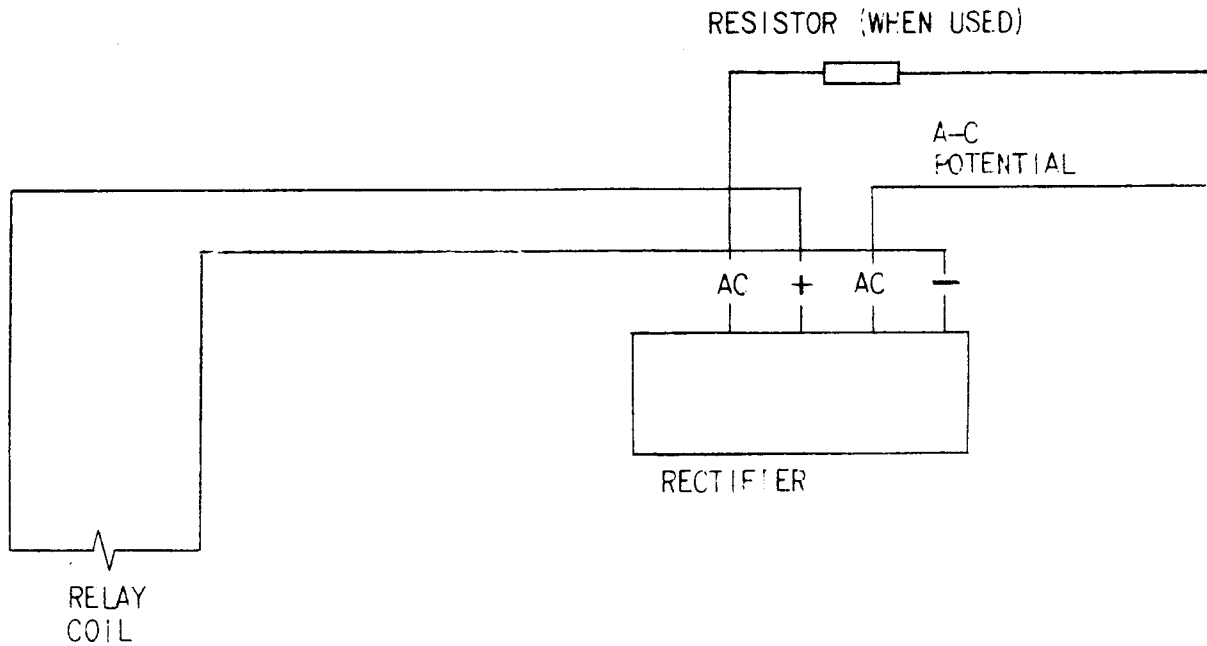 RESISTOR (WHEN USED)
A-C
POTENTIAL
AC + AC −
RECTIFIER
RELAY
COIL